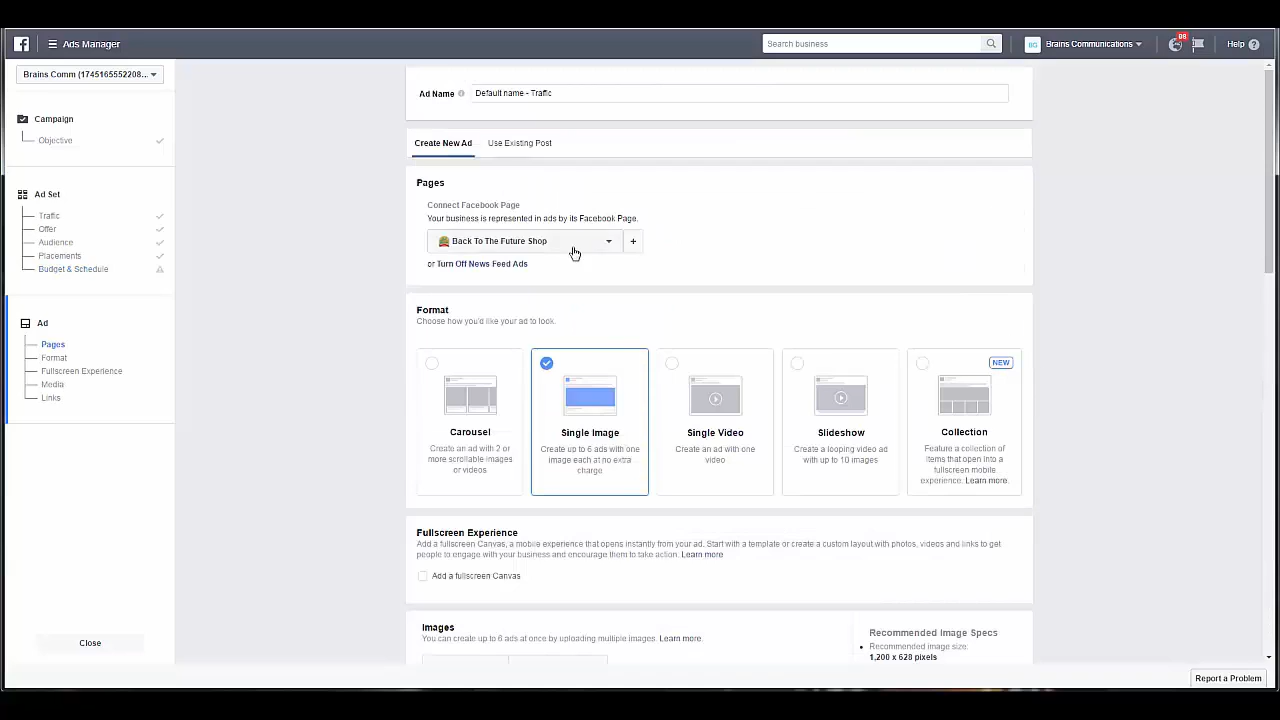 Ads Manager
Search business
Brains Communications
98
Help
Brains Comm (1745165552208...
Campaign
Objective
Ad Set
Traffic
Offer
Audience
Placements
Budget & Schedule
Ad
Pages
Format
Fullscreen Experience
Media
Links
Close
Ad Name
Default name - Traffic
Create New Ad
Use Existing Post
Pages
Connect Facebook Page
Your business is represented in ads by its Facebook Page.
Back To The Future Shop
+
or Turn Off News Feed Ads
Format
Choose how you'd like your ad to look.
Carousel
Create an ad with 2 or
more scrollable images
or videos
Single Image
Create up to 6 ads with one
image each at no extra
charge
Single Video
Create an ad with one
video
Slideshow
Create a looping video ad
with up to 10 images
NEW
Collection
Feature a collection of
items that open into a
fullscreen mobile
experience. Learn more.
Fullscreen Experience
Add a fullscreen Canvas, a mobile experience that opens instantly from your ad. Start with a template or create a custom layout with photos, videos and links to get
people to engage with your business and encourage them to take action. Learn more
Add a fullscreen Canvas
Images
You can create up to 6 ads at once by uploading multiple images. Learn more.
Recommended Image Specs
Recommended image size:
1,200 x 628 pixels
Report a Problem